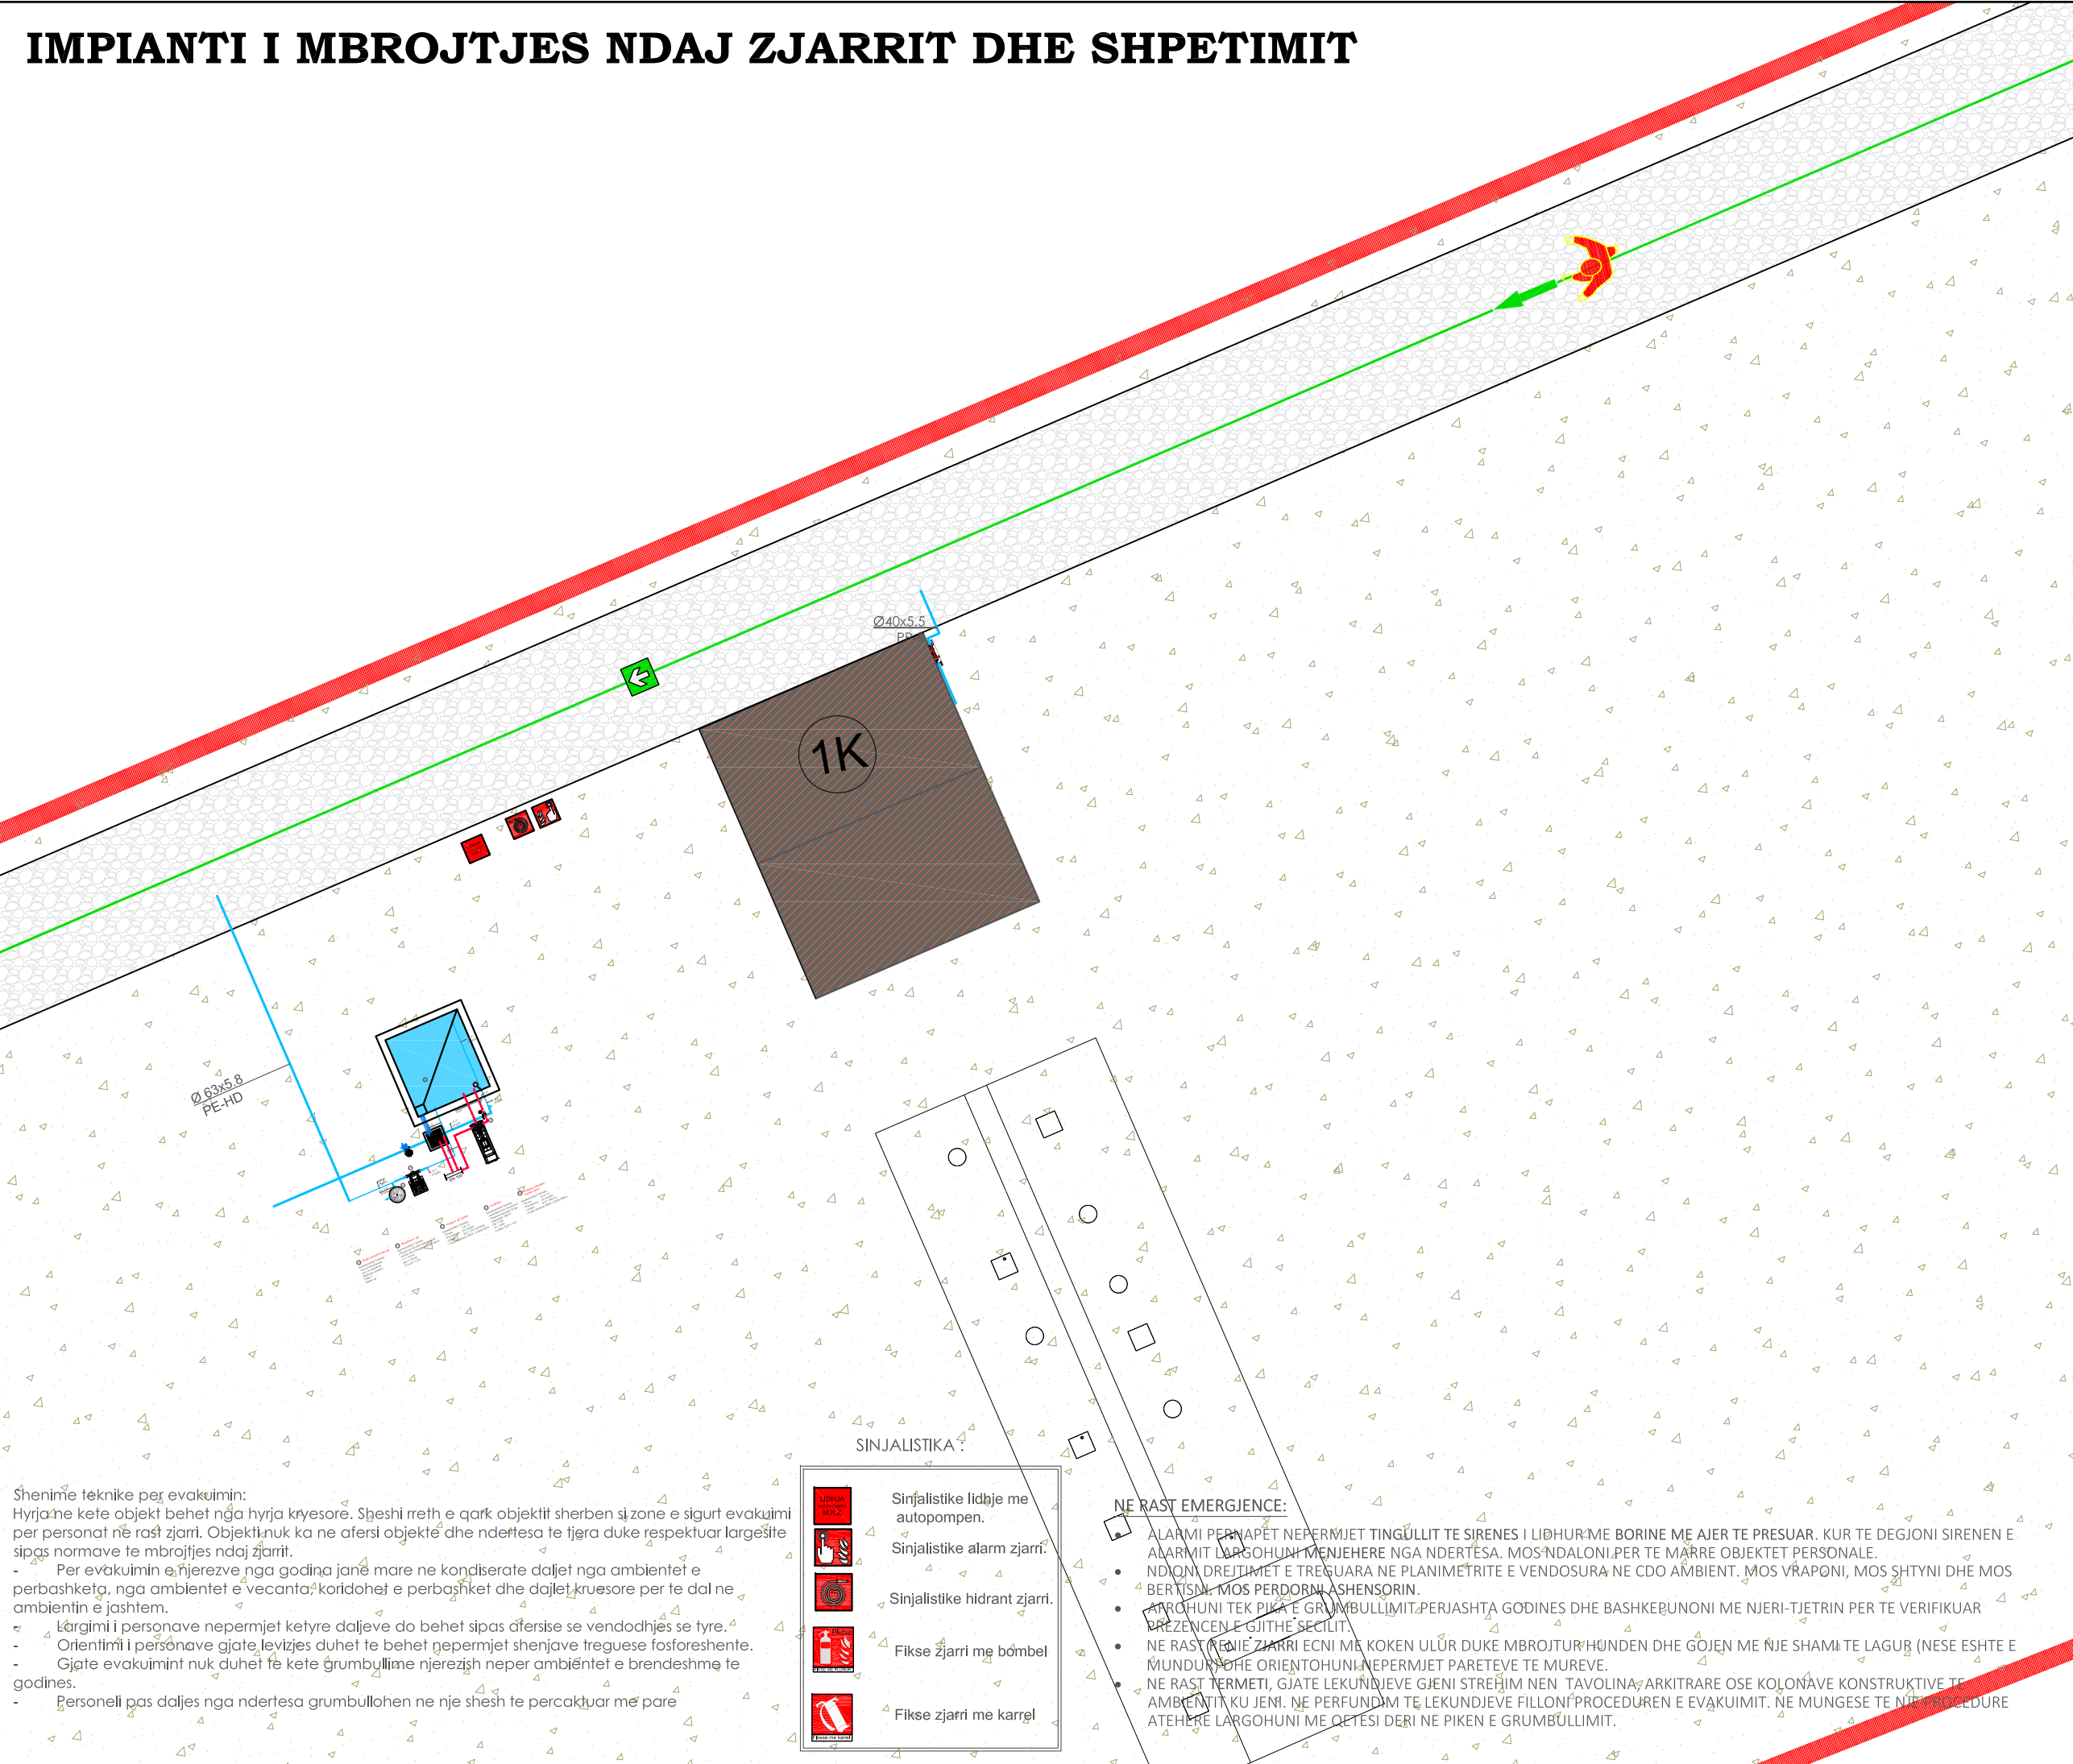 IMPIANTI I MBROJTJES NDAJ ZJARRIT DHE SHPETIMIT
Ø40x5.5
1K
Ø 63x5.8
PE-HD
SINJALISTIKA :
LIDHJA
M.K.Z
Sinjalistike lidhje me
autopompen.
Sinjalistike alarm zjarri.
Sinjalistike hidrant zjarri.
Fikse zjarri me bombel
Fikse zjarri me karrel
Shenime teknike per evakuimin:
Hyrja ne kete objekt behet nga hyrja kryesore. Sheshi rreth e qark objektit sherben si zone e sigurt evakuimi
per personat ne rast zjarri. Objekti nuk ka ne afersi objekte dhe ndertesa te tjera duke respektuar largesite
sipas normave te mbrojtjes ndaj zjarrit.
- Per evakuimin e njerezve nga godina jane mare ne kondiserate daljet nga ambientet e
perbashketa, nga ambientet e vecanta, koridohet e perbashket dhe dajlet kruesore per te dal ne
ambientin e jashtem.
- Largimi i personave nepermjet ketyre daljeve do behet sipas afersise se vendodhjes se tyre.
- Orientimi i personave gjate levizjes duhet te behet nepermjet shenjave treguese fosforeshente.
- Gjate evakuimint nuk duhet te kete grumbullime njerezish neper ambientet e brendeshme te
godines.
- Personeli pas daljes nga ndertesa grumbullohen ne nje shesh te percaktuar me pare
NE RAST EMERGJENCE:
• ALARMI PERHAPET NEPERMJET TINGULLIT TE SIRENES I LIDHUR ME BORINE ME AJER TE PRESUAR. KUR TE DEGJONI SIRENEN E
ALARMIT LARGOHUNI MENJEHERE NGA NDERTESA. MOS NDALONI PER TE MARRE OBJEKTET PERSONALE.
• NDIQNI DREJTIMET E TREGUARA NE PLANIMETRITE E VENDOSURA NE CDO AMBIENT. MOS VRAPONI, MOS SHTYNI DHE MOS
BERTISNI. MOS PERDORNI ASHENSORIN.
• AFROHUNI TEK PIKA E GRUMBULLIMIT PERJASHTA GODINES DHE BASHKEPUNONI ME NJERI-TJETRIN PER TE VERIFIKUAR
PREZENCEN E GJITHE SECILIT.
• NE RAST RENIE ZJARRI ECNI ME KOKEN ULUR DUKE MBROJTUR HUNDEN DHE GOJEN ME NJE SHAMI TE LAGUR (NESE ESHTE E
MUNDUR) DHE ORIENTOHUNI NEPERMJET PARETEVE TE MUREVE.
• NE RAST TERMETI, GJATE LEKUNDJEVE GJENI STREHIM NEN TAVOLINA, ARKITRARE OSE KOLONAVE KONSTRUKTIVE TE
AMBIENTIT KU JENI. NE PERFUNDIM TE LEKUNDJEVE FILLONI PROCEDUREN E EVAKUIMIT. NE MUNGESE TE NJE PROCEDURE
ATEHERE LARGOHUNI ME QETESI DERI NE PIKEN E GRUMBULLIMIT.